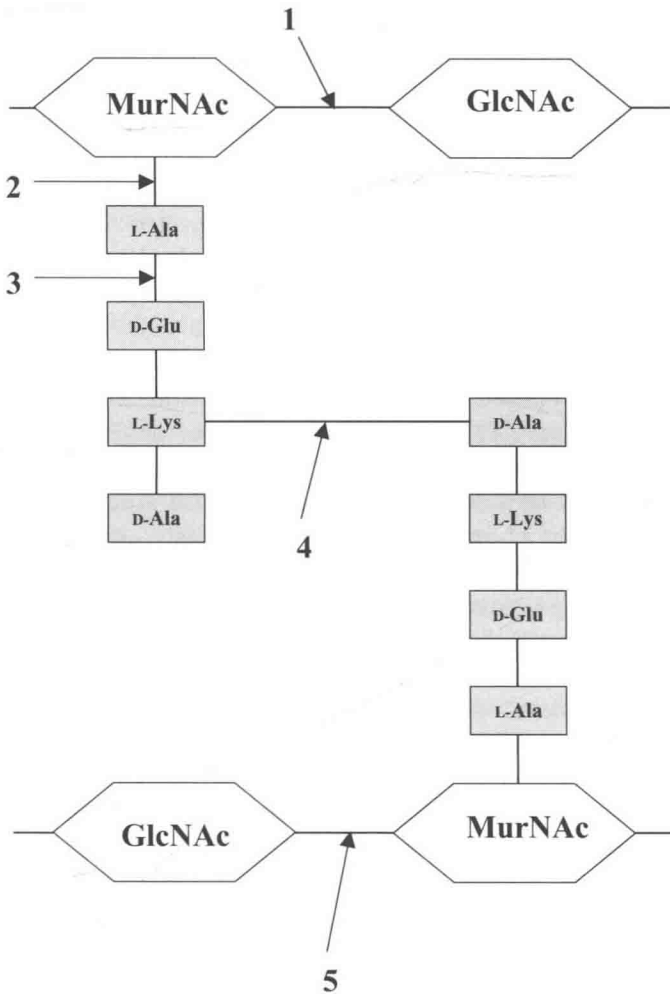 1
MurNAc GlcNAc
2
L-Ala
3
D-Glu
L-Lys D-Ala
D-Ala L-Lys
4
D-Glu
L-Ala
GlcNAc MurNAc
5